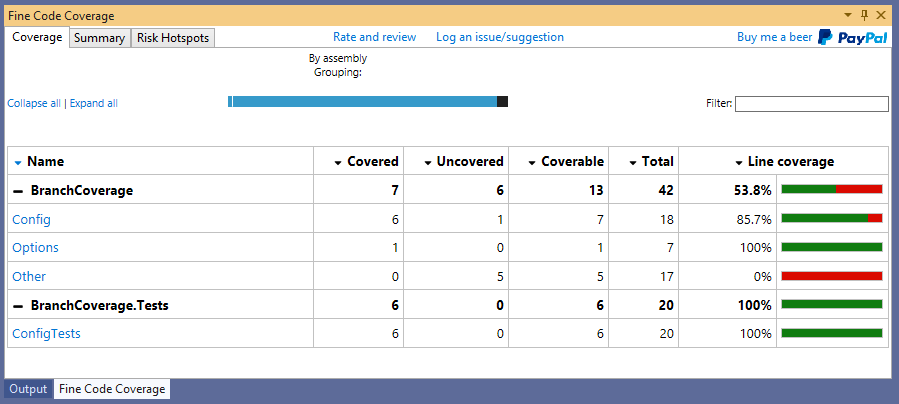 Fine Code Coverage
Coverage Summary Risk Hotspots Rate and review Log an issue/suggestion Buy me a beer PayPal
By assembly
Grouping:
Collapse all | Expand all Filter:
Name Covered Uncovered Coverable Total Line coverage
BranchCoverage 7 6 13 42 53.8%
Config 6 1 7 18 85.7%
Options 1 0 1 7 100%
Other 0 5 5 17 0%
BranchCoverage.Tests 6 0 6 20 100%
ConfigTests 6 0 6 20 100%
Output Fine Code Coverage